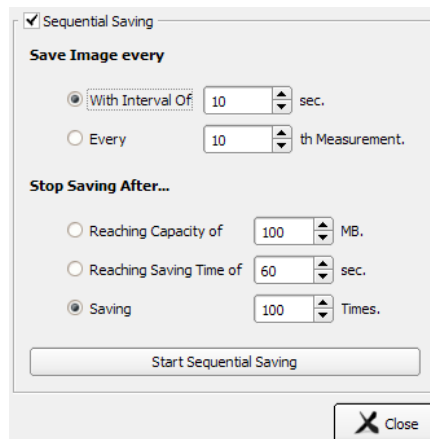 Sequential Saving
Save Image every
With Interval Of 10 sec.
Every 10 th Measurement.
Stop Saving After...
Reaching Capacity of 100 MB.
Reaching Saving Time of 60 sec.
Saving 100 Times.
Start Sequential Saving
Close